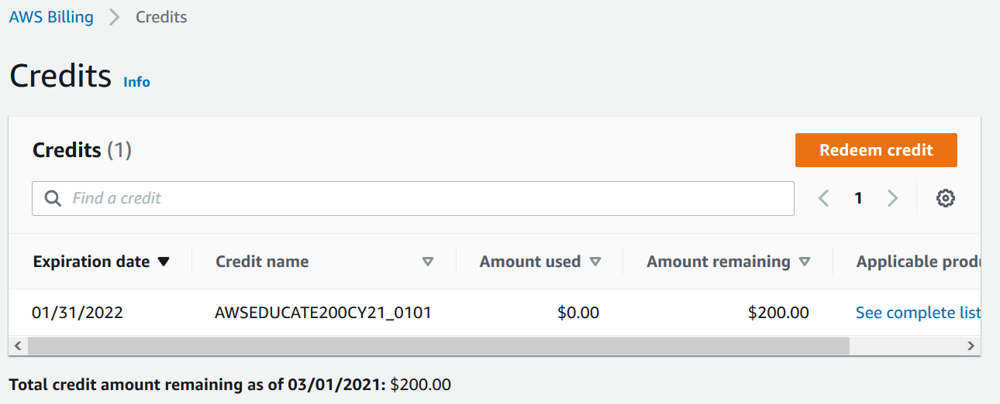 AWS Billing > Credits
Credits Info
Credits (1)
Redeem credit
Find a credit
1
Expiration date Credit name Amount used Amount remaining Applicable produ
01/31/2022 AWSEDUCATE200CY21_0101 $0.00 $200.00 See complete list
Total credit amount remaining as of 03/01/2021: $200.00